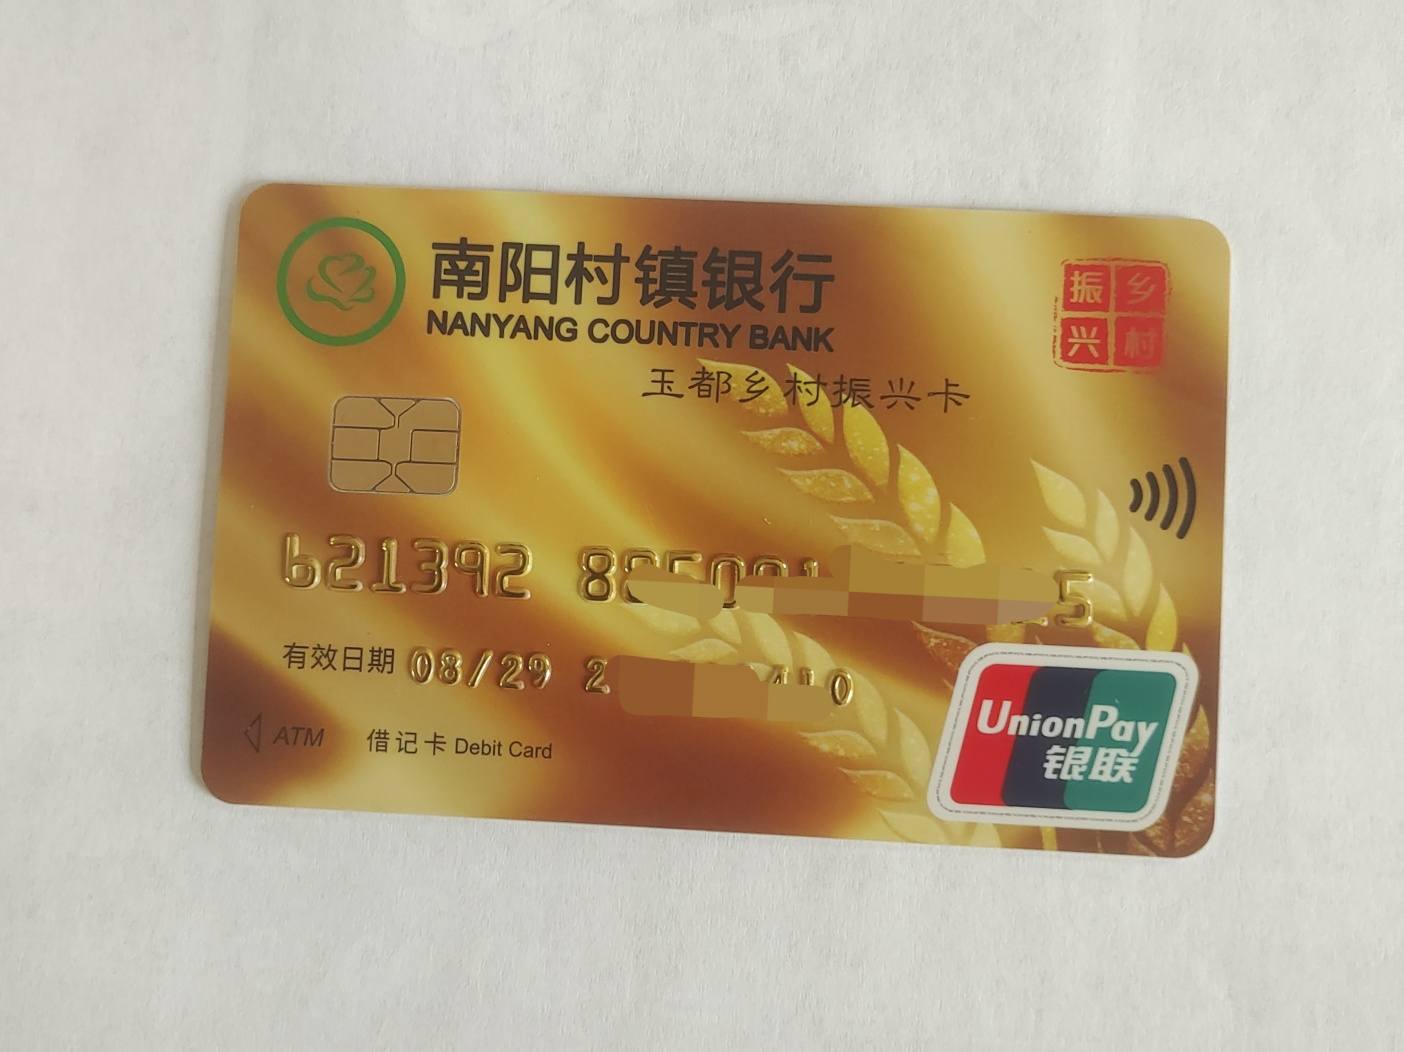 南阳村镇银行
NANYANG COUNTRY BANK
振 乡
兴 村
玉都乡村振兴卡
621392
有效日期 08/29
ATM 借记卡 Debit Card
UnionPay
银联